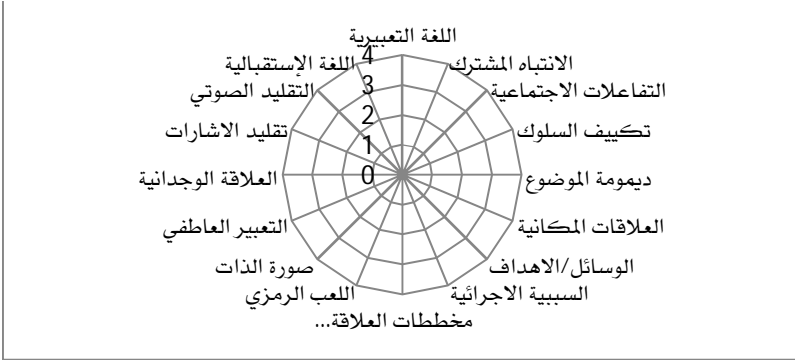 اللغة التعبيرية
الانتباه المشترك
التفاعلات الاجتماعية
تكييف السلوك
ديمومة الموضوع
العلاقات المكانية
الوسائل/الاهداف
السببية الاجرائية
مخططات العلاقة...
اللعب الرمزي
صورة الذات
التعبير العاطفي
العلاقة الوجدانية
تقليد الاشارات
التقليد الصوتي
اللغة الإستقبالية
4
3
2
1
0